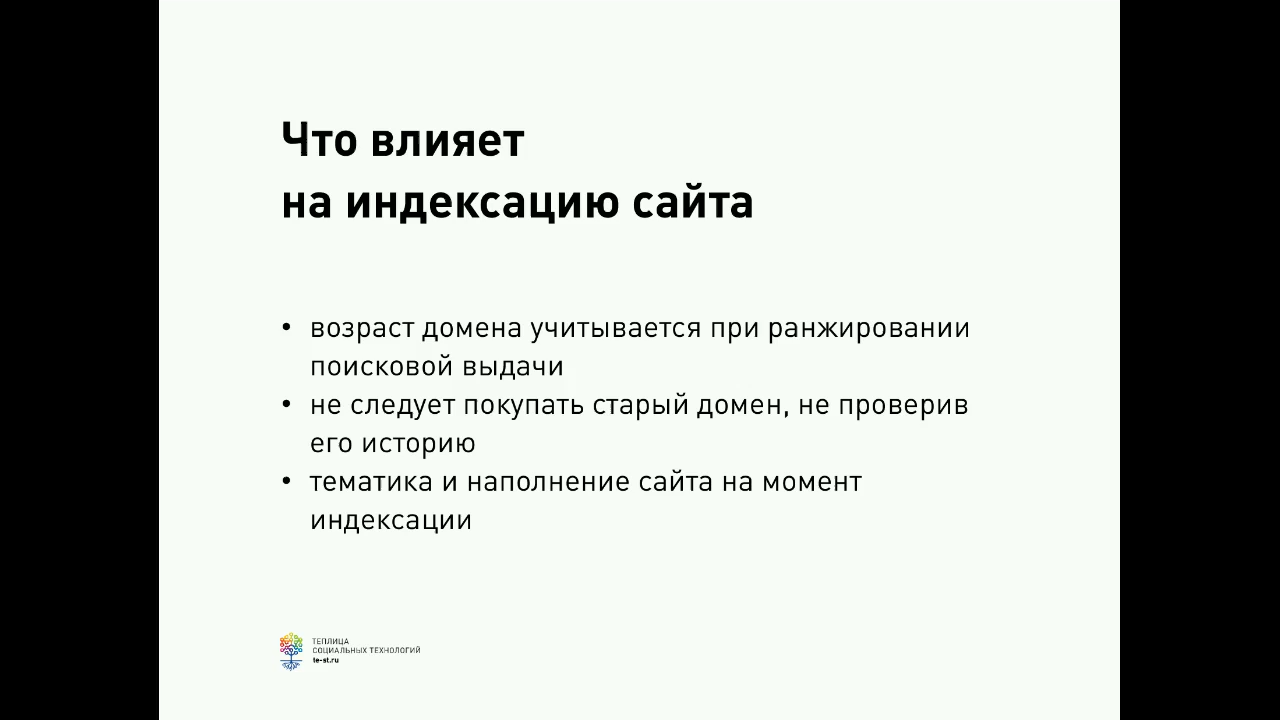 Что влияет
на индексацию сайта
• возраст домена учитывается при ранжировании
поисковой выдачи
• не следует покупать старый домен, не проверив
его историю
• тематика и наполнение сайта на момент
индексации
ТЕПЛИЦА
СОЦИАЛЬНЫХ ТЕХНОЛОГИЙ
te-st.ru